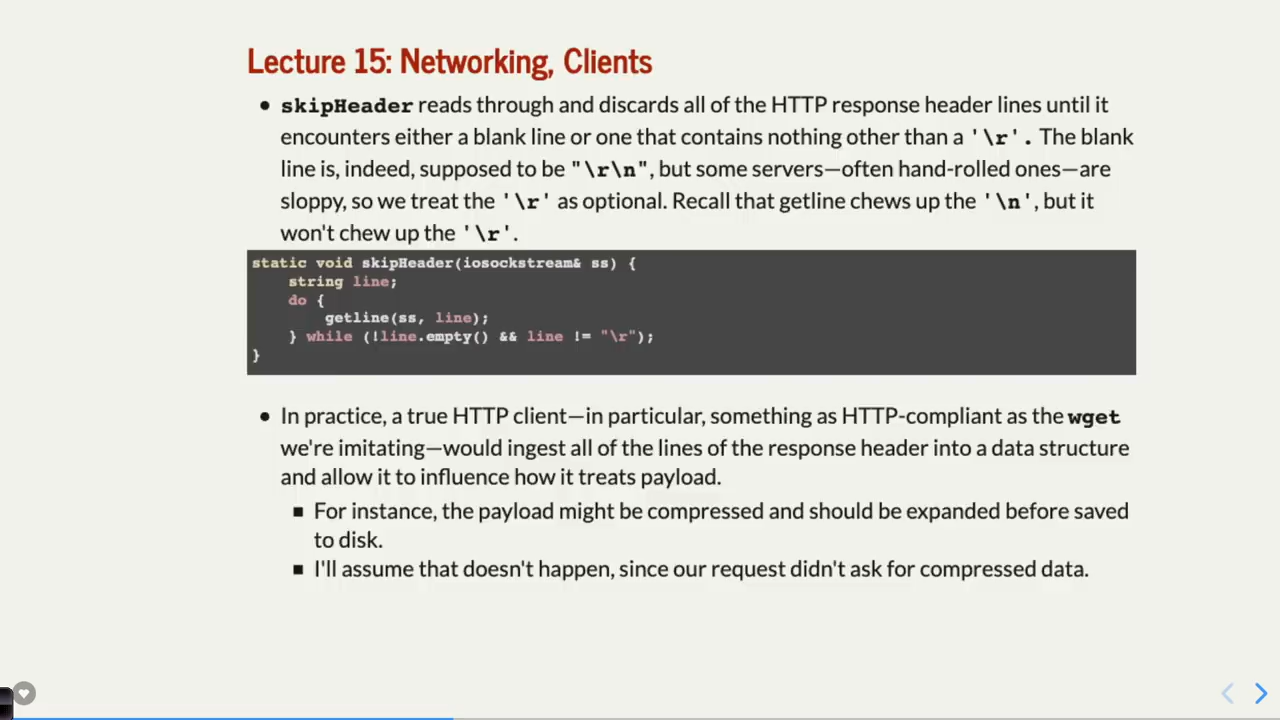 Lecture 15: Networking, Clients
• skipHeader reads through and discards all of the HTTP response header lines until it
encounters either a blank line or one that contains nothing other than a '\r'. The blank
line is, indeed, supposed to be "\r\n", but some servers—often hand-rolled ones—are
sloppy, so we treat the '\r' as optional. Recall that getline chews up the '\n', but it
won't chew up the '\r'.
static void skipHeader(iosockstream& ss) {
    string line;
    do {
        getline(ss, line);
    } while (!line.empty() && line != "\r");
}
• In practice, a true HTTP client—in particular, something as HTTP-compliant as the wget
we're imitating—would ingest all of the lines of the response header into a data structure
and allow it to influence how it treats payload.
▪ For instance, the payload might be compressed and should be expanded before saved
to disk.
▪ I'll assume that doesn't happen, since our request didn't ask for compressed data.